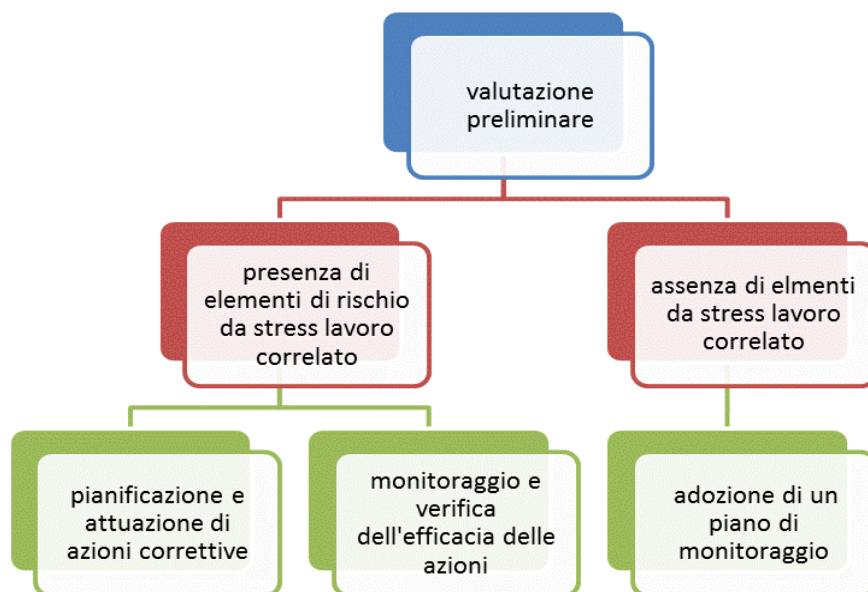 valutazione
preliminare
presenza di
elementi di rischio
da stress lavoro
correlato
assenza di elmenti
da stress lavoro
correlato
pianificazione e
attuazione di
azioni correttive
monitoraggio e
verifica
dell'efficacia delle
azioni
adozione di un
piano di
monitoraggio